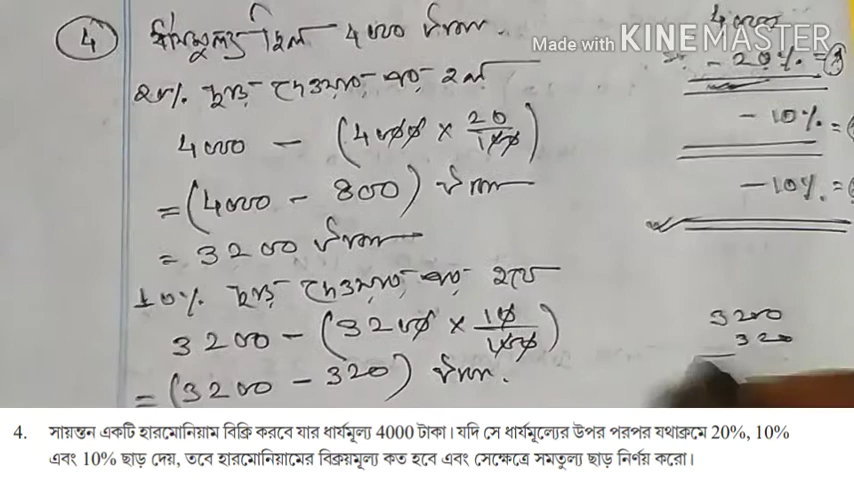 4 ধার্যমূল্য ছিল 4000 টাকা.
20% ছাড় দেওয়ার পর হল
4000 - (4000 × 20/100)
= (4000 - 800) টাকা
= 3200 টাকা
10% ছাড় দেওয়ার পর হবে
3200 - (3200 × 10/100)
= (3200 - 320) টাকা.
4000
- 20% =
- 10% =
- 10% =
3200
320
Made with KINEMASTER
4. সায়ন্তন একটি হারমোনিয়াম বিক্রি করবে যার ধার্যমূল্য 4000 টাকা। যদি সে ধার্যমূল্যের উপর পরপর যথাক্রমে 20%, 10%
এবং 10% ছাড় দেয়, তবে হারমোনিয়ামের বিক্রয়মূল্য কত হবে এবং সেক্ষেত্রে সমতুল্য ছাড় নির্ণয় করো।